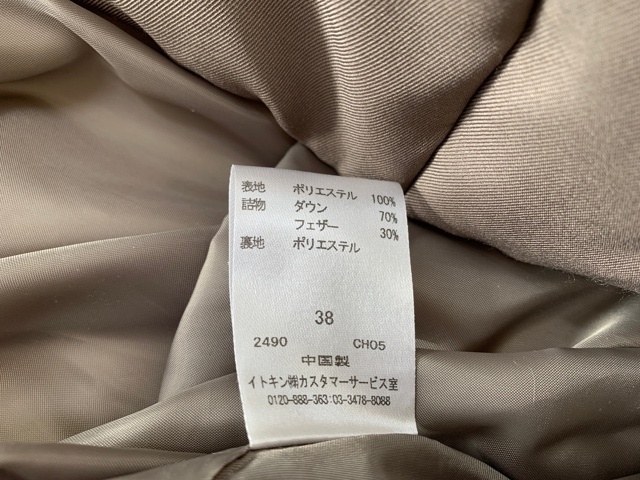 表地 ポリエステル 100%
詰物 ダウン 70%
フェザー 30%
裏地 ポリエステル
38
2490 CH05
中国製
イトキン㈱カスタマーサービス室
0120-888-363:03-3478-8088